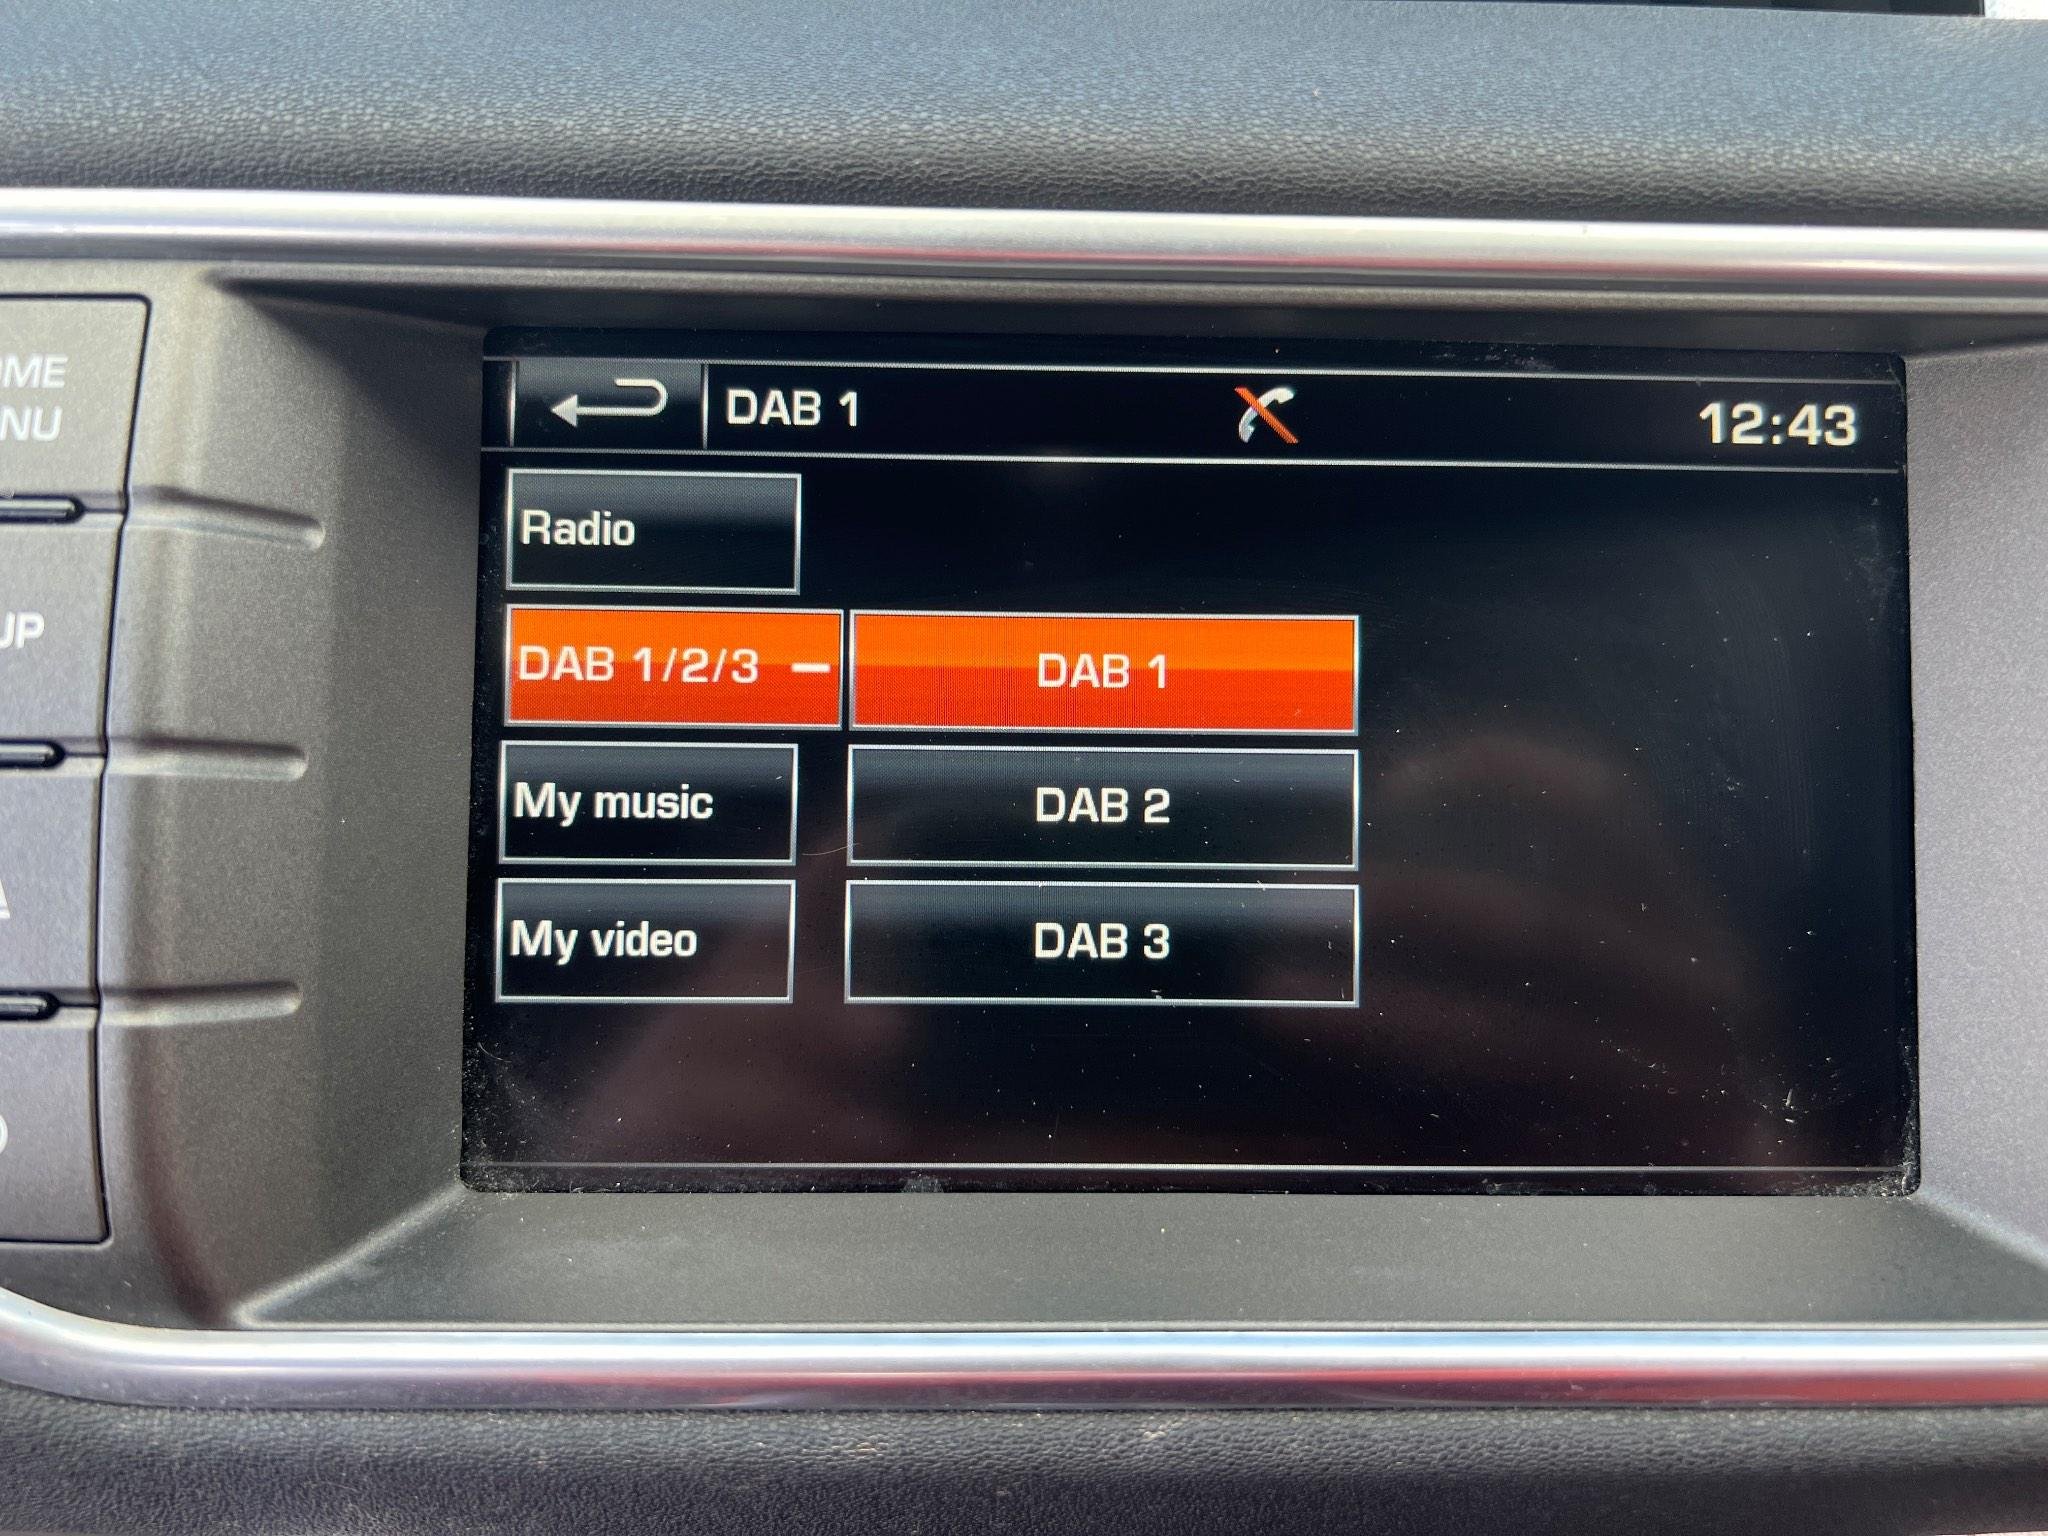 DAB 1
12:43
Radio
DAB 1/2/3
DAB 1
My music
DAB 2
My video
DAB 3